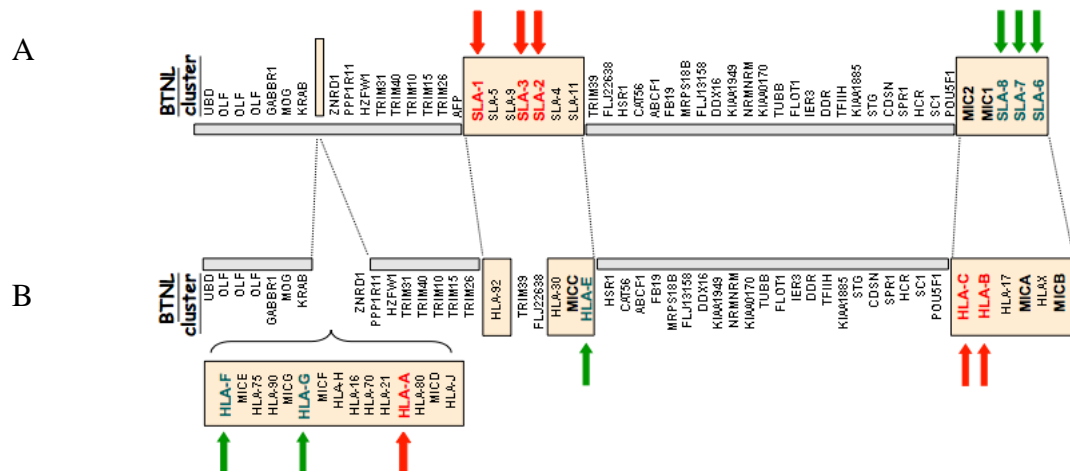 A
BTNL cluster
UBD
OLF
OLF
OLF
GABBR1
MOG
KRAB
ZNRD1
PPP1R11
HZFW1
TRIM31
TRIM40
TRIM10
TRIM15
TRIM26
AFP
SLA-1
SLA-5
SLA-9
SLA-3
SLA-2
SLA-4
SLA-11
TRIM39
FLJ22638
HSR1
CAT56
ABCF1
FB19
MRPS18B
FLJ13158
DDX16
KIAA1949
NRMNRM
KIAA0170
TUBB
FLOT1
IER3
DDR
TFIIH
KIAA1885
STG
CDSN
SPR1
HCR
SC1
POU5F1
MIC2
MIC1
SLA-8
SLA-7
SLA-6
B
BTNL cluster
UBD
OLF
OLF
OLF
GABBR1
MOG
KRAB
ZNRD1
PPP1R11
HZFW1
TRIM31
TRIM40
TRIM10
TRIM15
TRIM26
HLA-92
TRIM39
FLJ22638
HLA-30
MICC
HLA-E
HSR1
CAT56
ABCF1
FB19
MRPS18B
FLJ13158
DDX16
KIAA1949
NRMNRM
KIAA0170
TUBB
FLOT1
IER3
DDR
TFIIH
KIAA1885
STG
CDSN
SPR1
HCR
SC1
POU5F1
HLA-C
HLA-B
HLA-17
MICA
HLAX
MICB
HLA-F
MICE
HLA-75
HLA-90
MICG
HLA-G
MICF
HLA-H
HLA-16
HLA-70
HLA-21
HLA-A
HLA-80
MICD
HLA-J